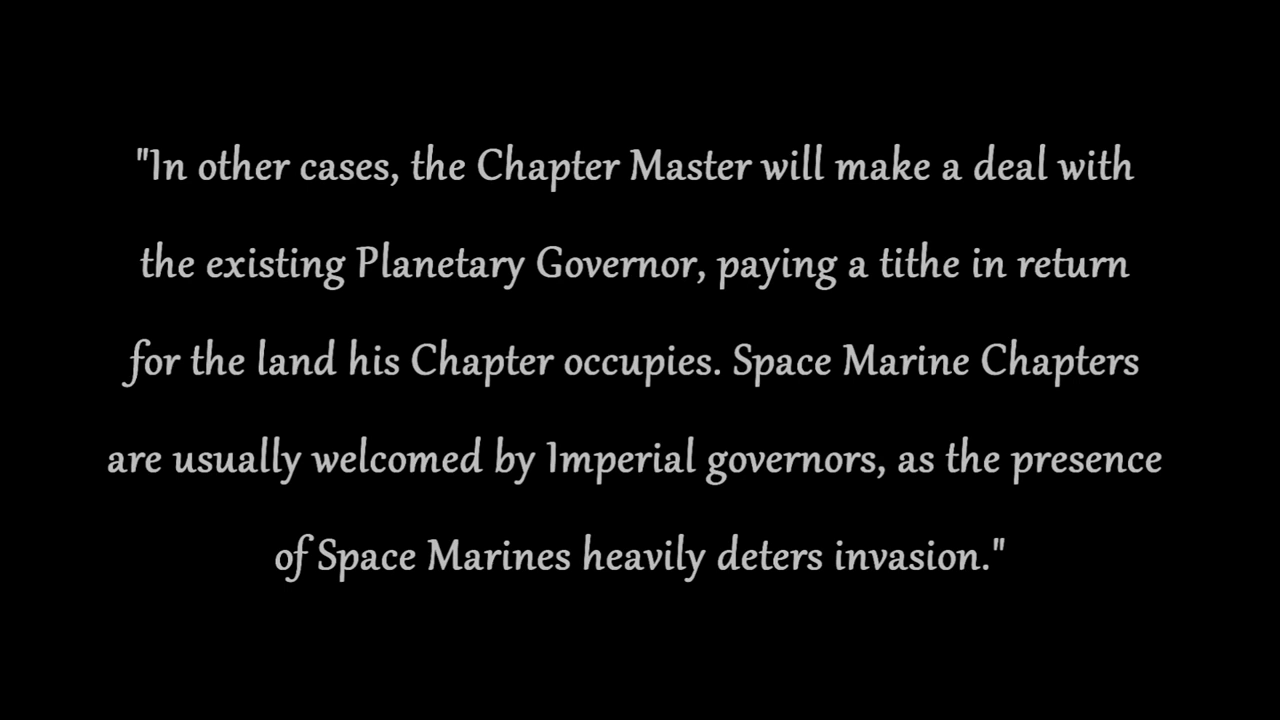 "In other cases, the Chapter Master will make a deal with
the existing Planetary Governor, paying a tithe in return
for the land his Chapter occupies. Space Marine Chapters
are usually welcomed by Imperial governors, as the presence
of Space Marines heavily deters invasion."